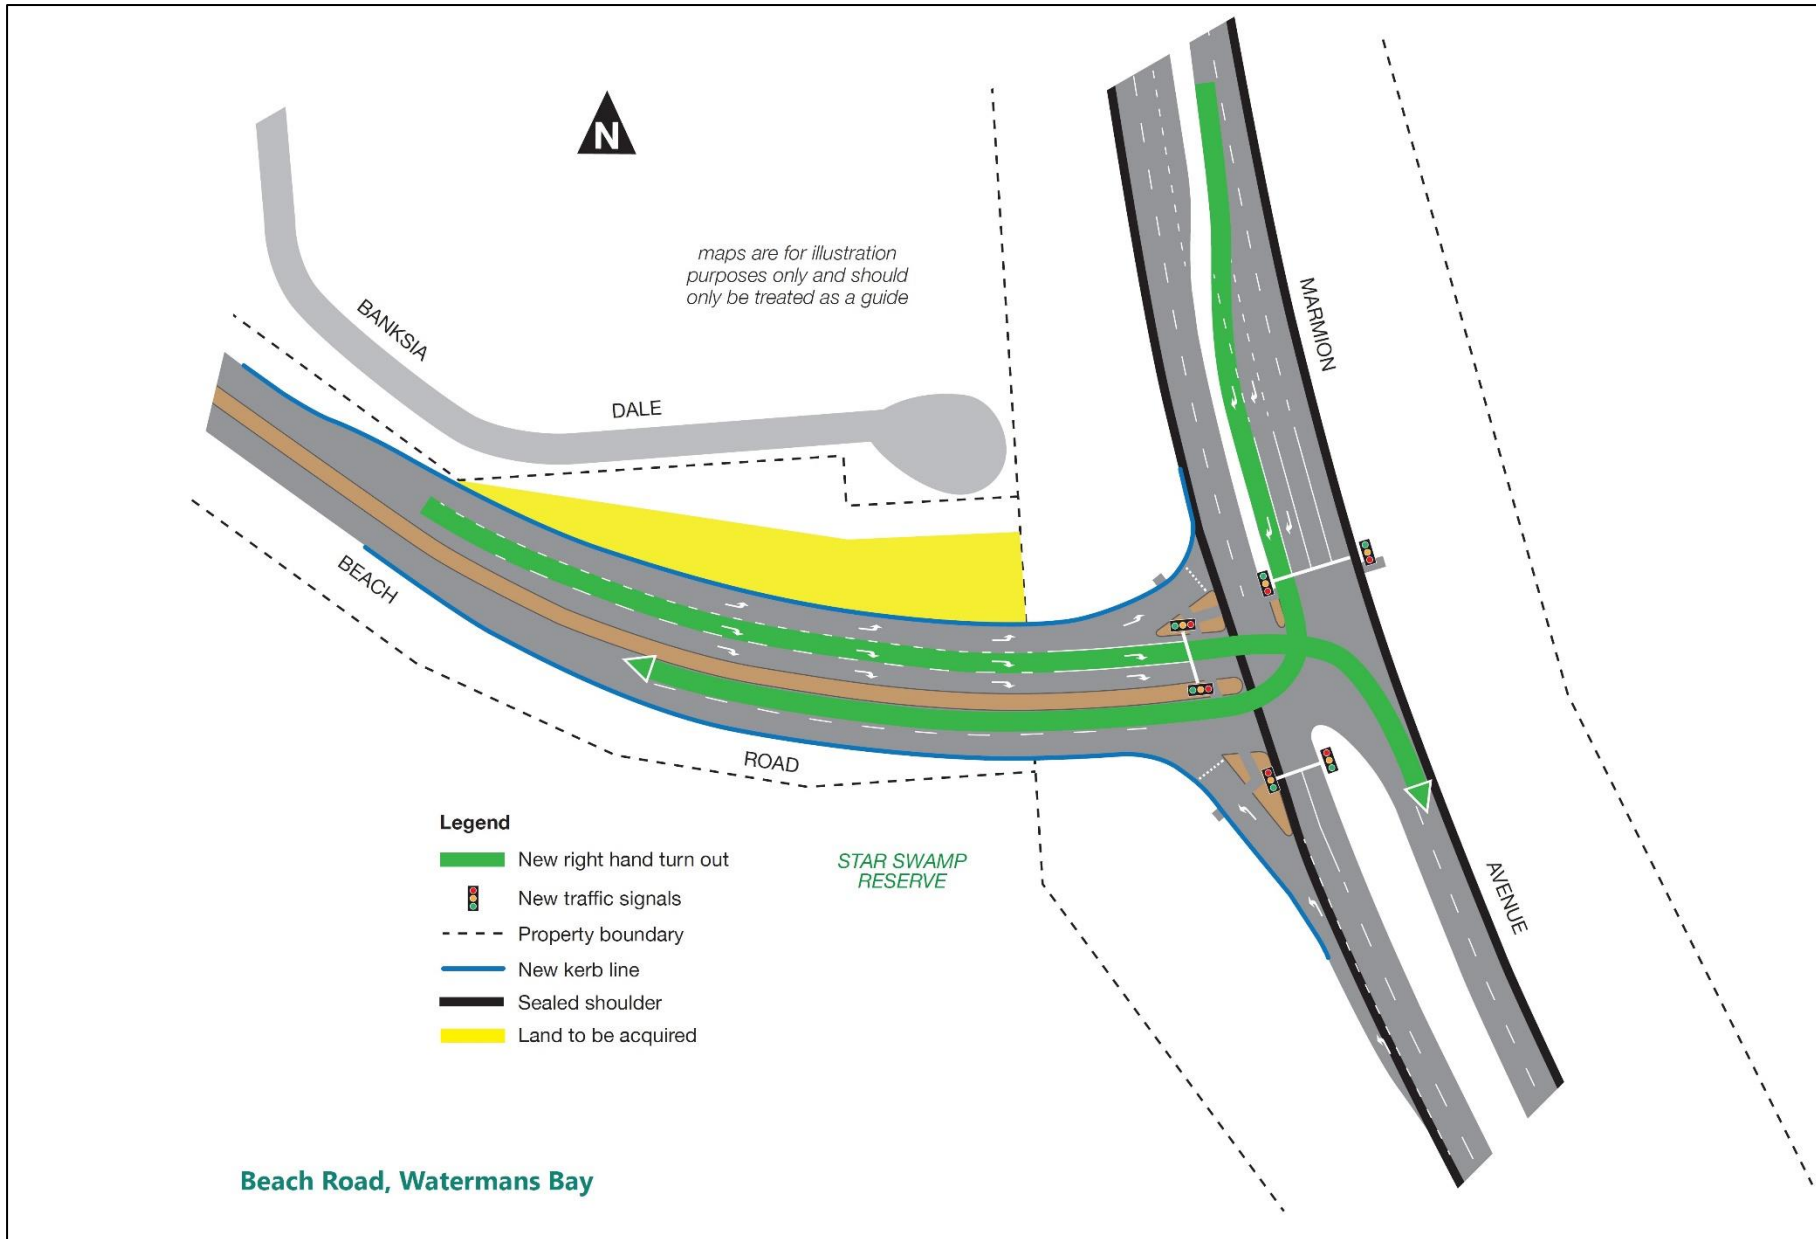 N
maps are for illustration
purposes only and should
only be treated as a guide
BANKSIA
DALE
MARMION
BEACH
ROAD
AVENUE
STAR SWAMP
RESERVE
Legend
New right hand turn out
New traffic signals
Property boundary
New kerb line
Sealed shoulder
Land to be acquired
Beach Road, Watermans Bay